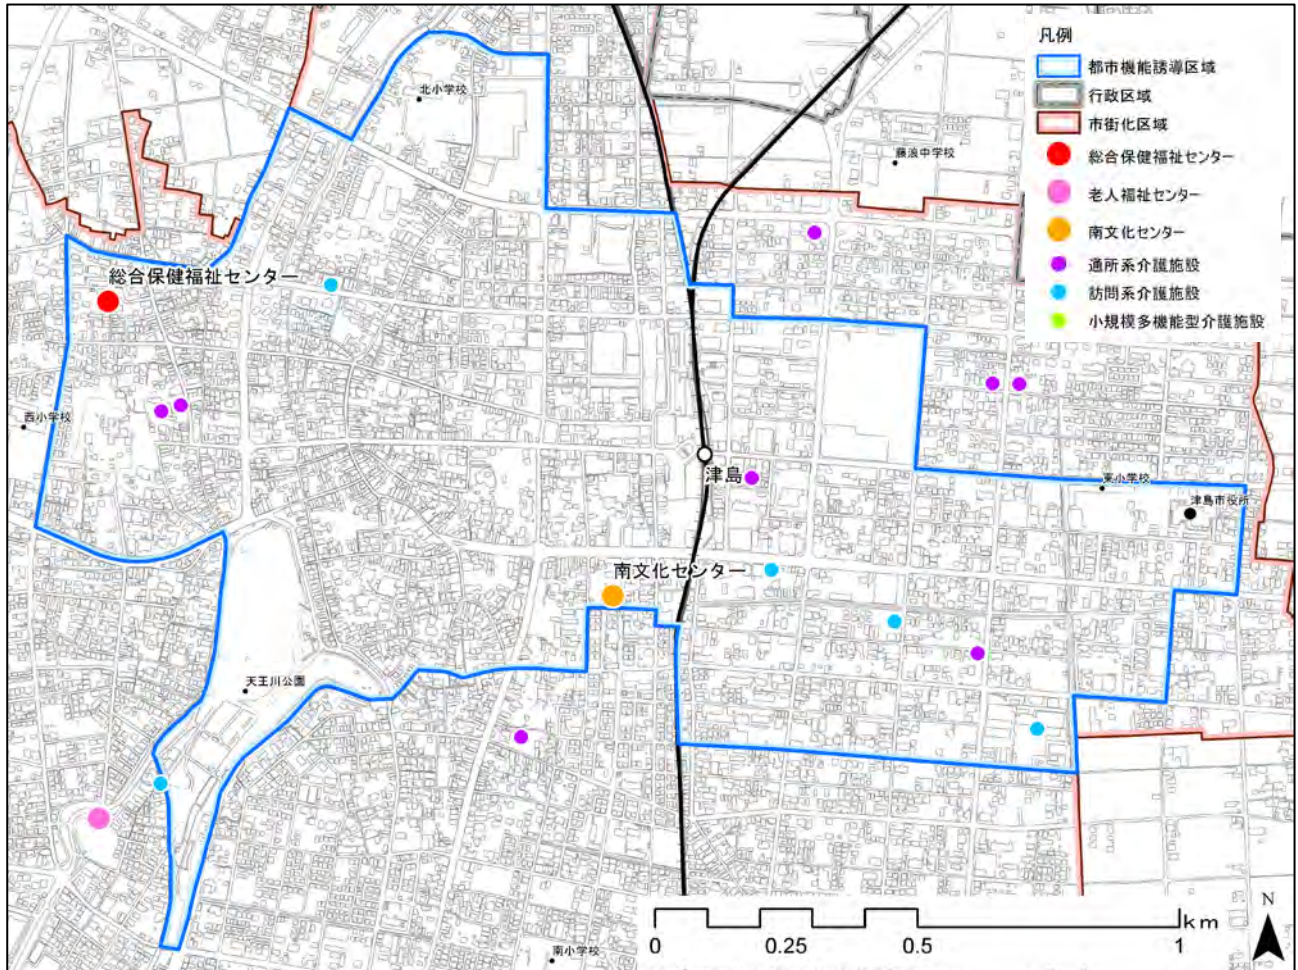 凡例
都市機能誘導区域
行政区域
市街化区域
総合保健福祉センター
老人福祉センター
南文化センター
通所系介護施設
訪問系介護施設
小規模多機能型介護施設
北小学校
藤浪中学校
総合保健福祉センター
西小学校
津島
東小学校
津島市役所
南文化センター
天王川公園
南小学校
N
km
0
0.25
0.5
1